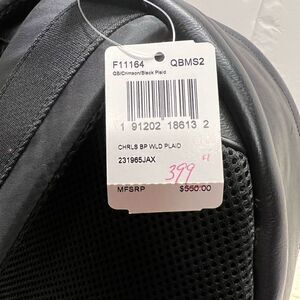 F11164 QBMS2
QB/Crimson/Black Plaid
1 91202 18613 2
CHRLS BP WLD PLAID
231965JAX
399
MFSRP $550.00